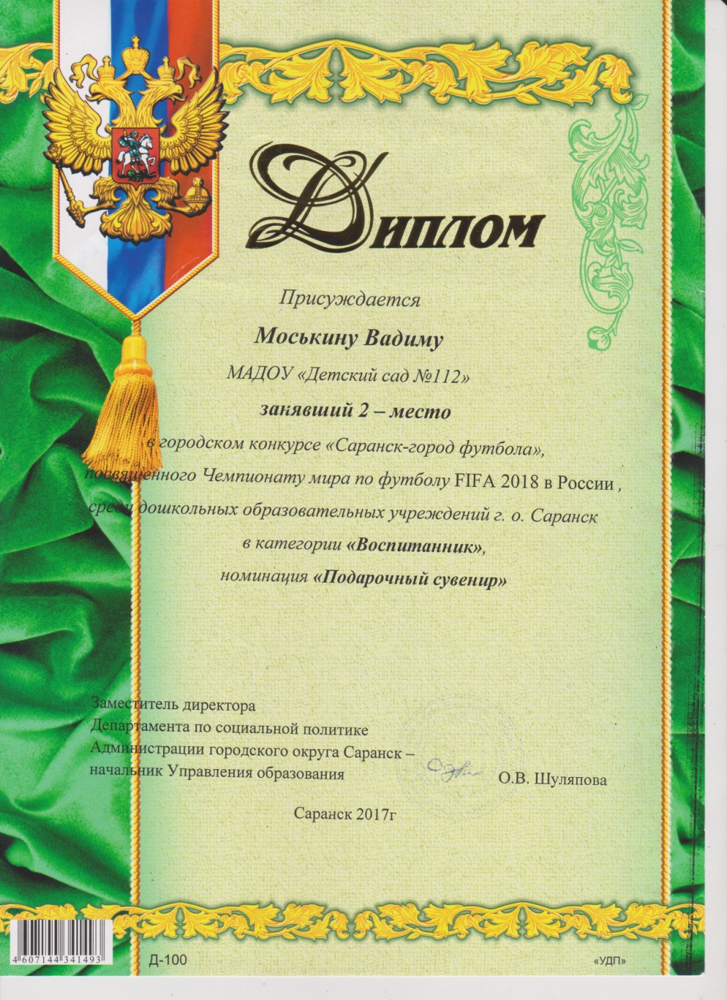 Диплом
Присуждается
Моськину Вадиму
МАДОУ «Детский сад №112»
занявший 2 – место
в городском конкурсе «Саранск-город футбола»,
посвященного Чемпионату мира по футболу FIFA 2018 в России ,
среди дошкольных образовательных учреждений г. о. Саранск
в категории «Воспитанник»,
номинация «Подарочный сувенир»
Заместитель директора
Департамента по социальной политике
Администрации городского округа Саранск –
начальник Управления образования
О.В. Шуляпова
Саранск 2017г
4 607144 341493
Д-100
«УДП»